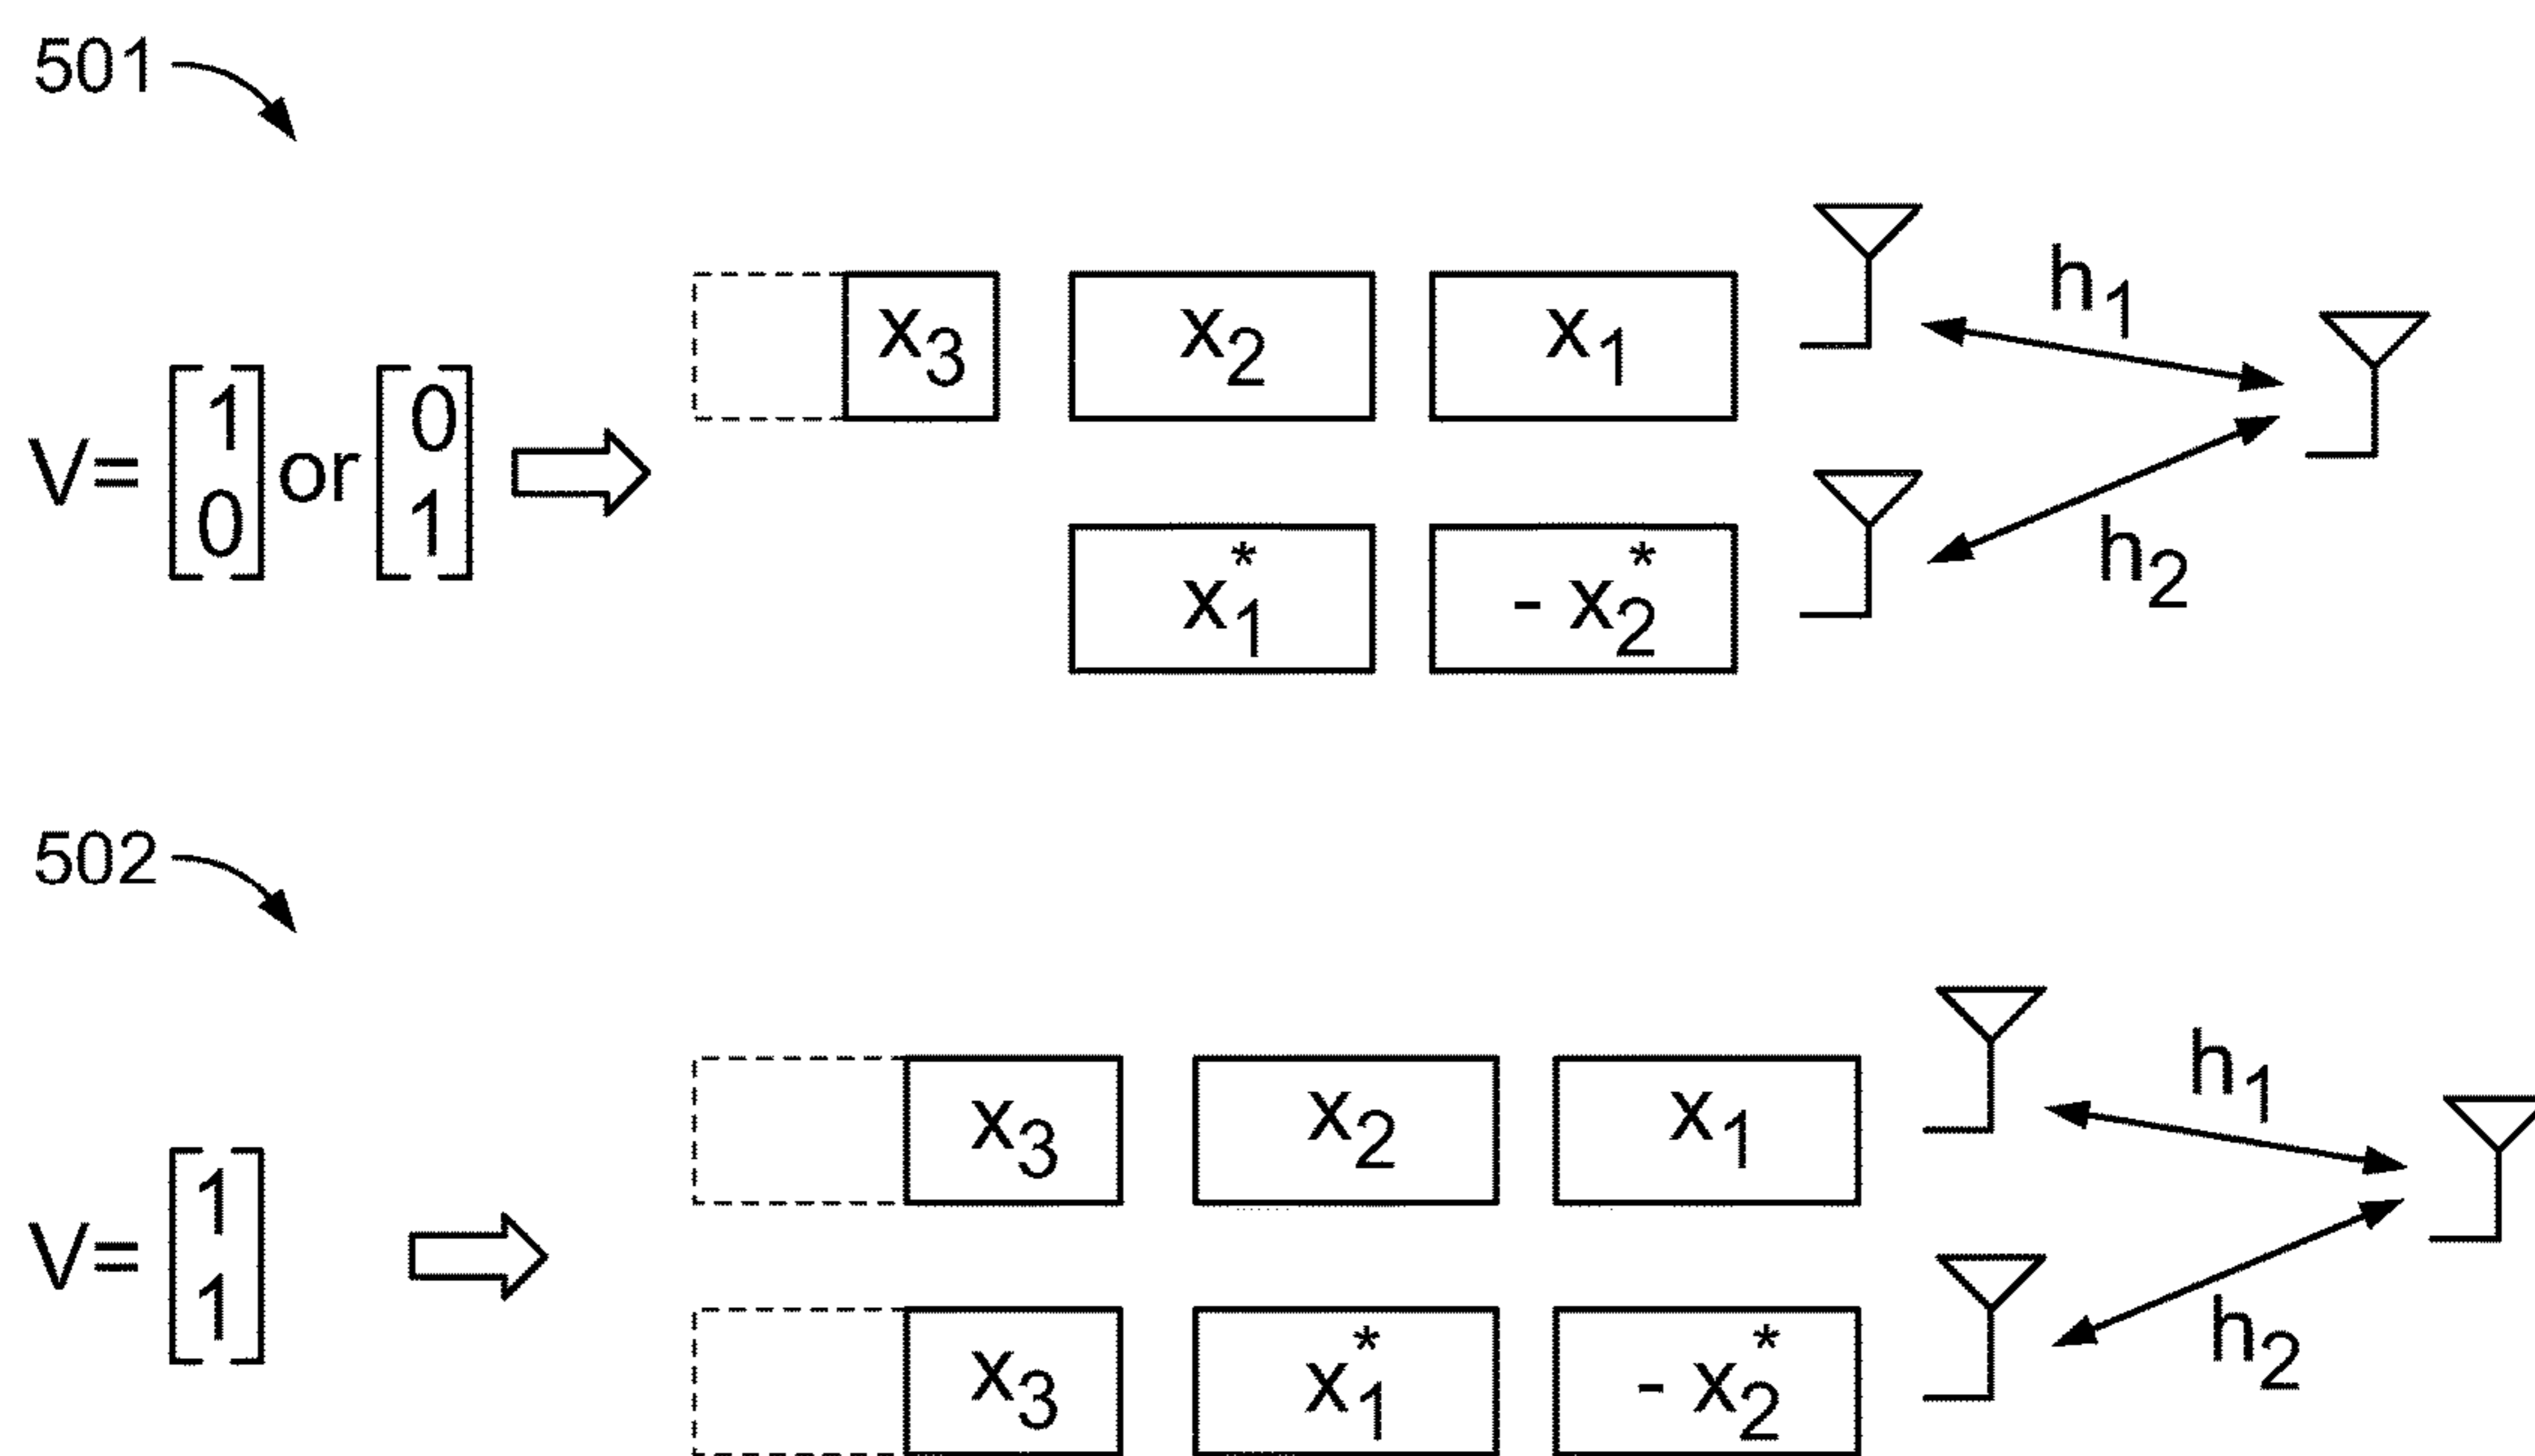 501
h₁
x₃ x₂ x₁
V= [1 0] or [0 1]
x₁* - x₂*
h₂
502
h₁
x₃ x₂ x₁
V= [1 1]
x₃ x₁* - x₂*
h₂